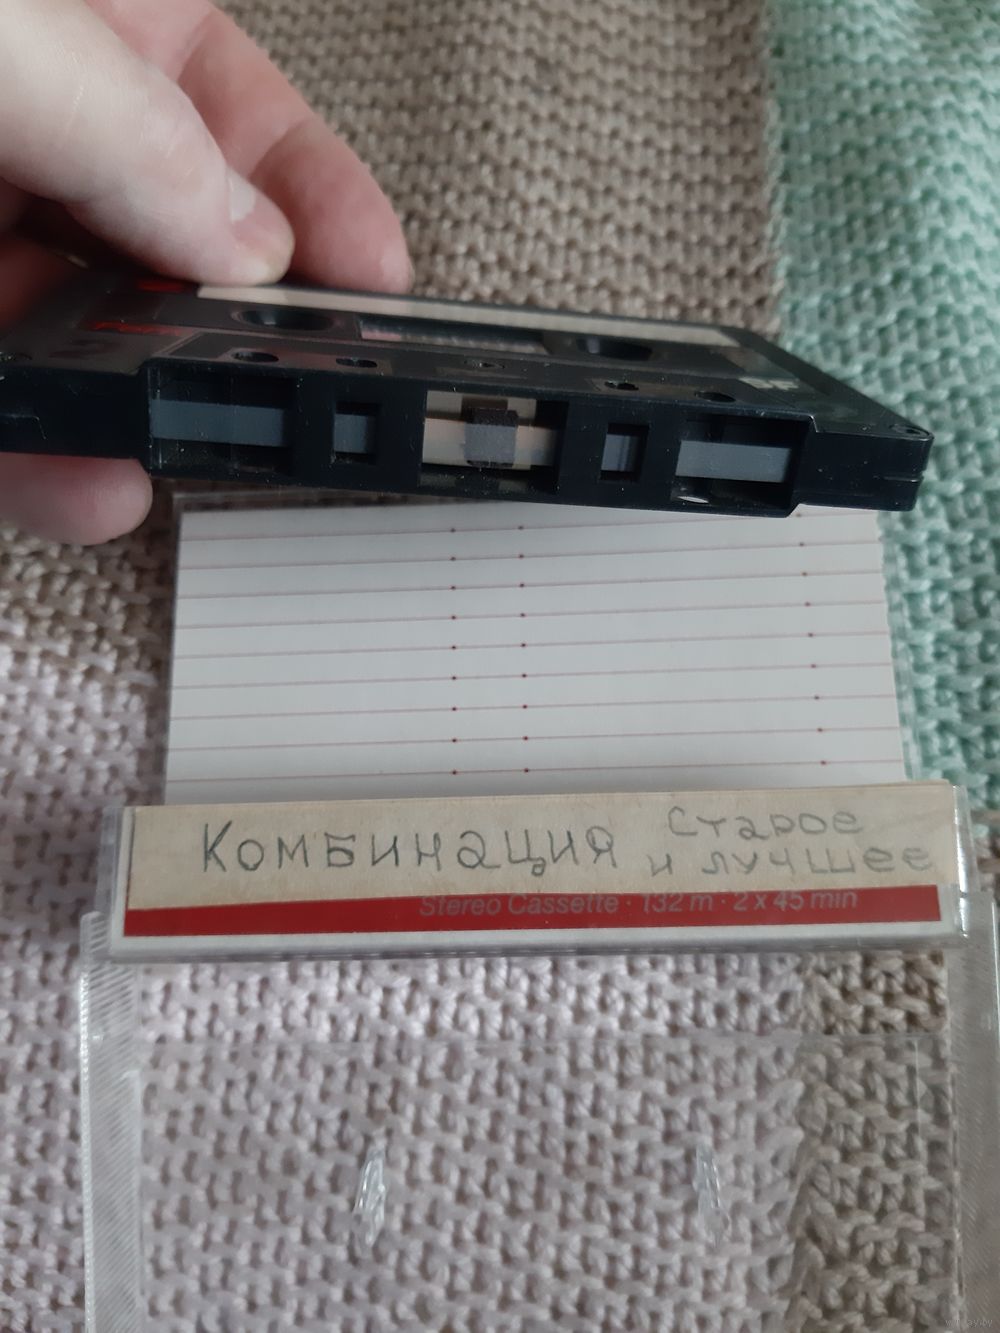 Комбинация Старое
и лучшее
Stereo Cassette · 132 m · 2 x 45 min